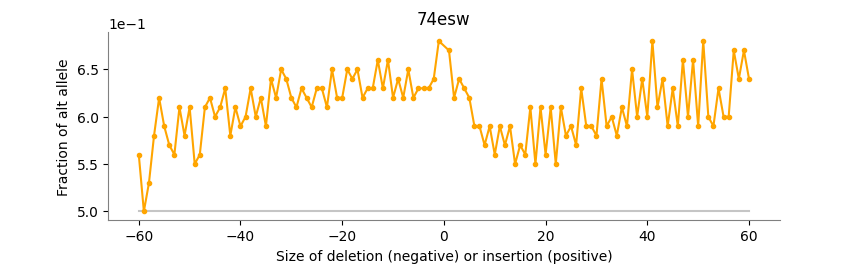 74esw
1e−1
6.5
6.0
5.5
5.0
Fraction of alt allele
−60 −40 −20 0 20 40 60
Size of deletion (negative) or insertion (positive)